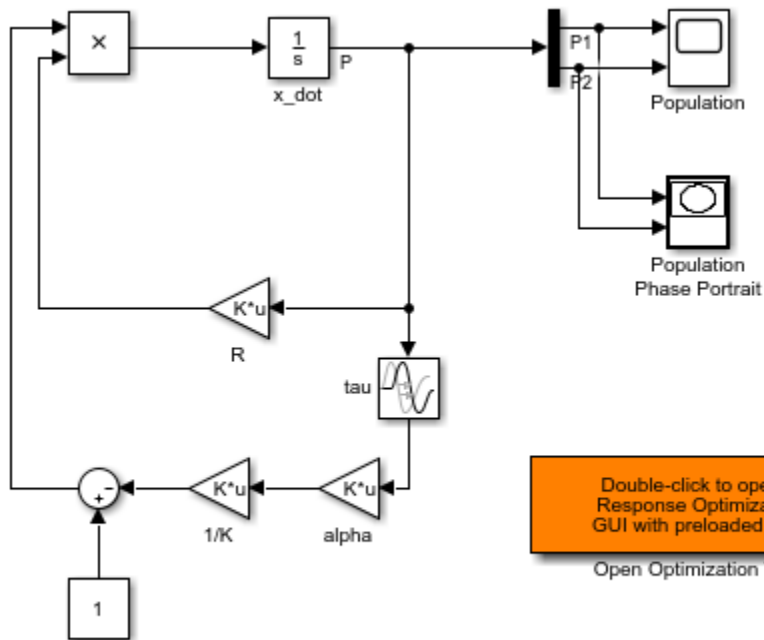 ×
1
s
x_dot
P
P1
P2
Population
Population
Phase Portrait
K*u
R
tau
K*u
1/K
K*u
alpha
−
+
1
Double-click to ope
Response Optimiza
GUI with preloaded
Open Optimization